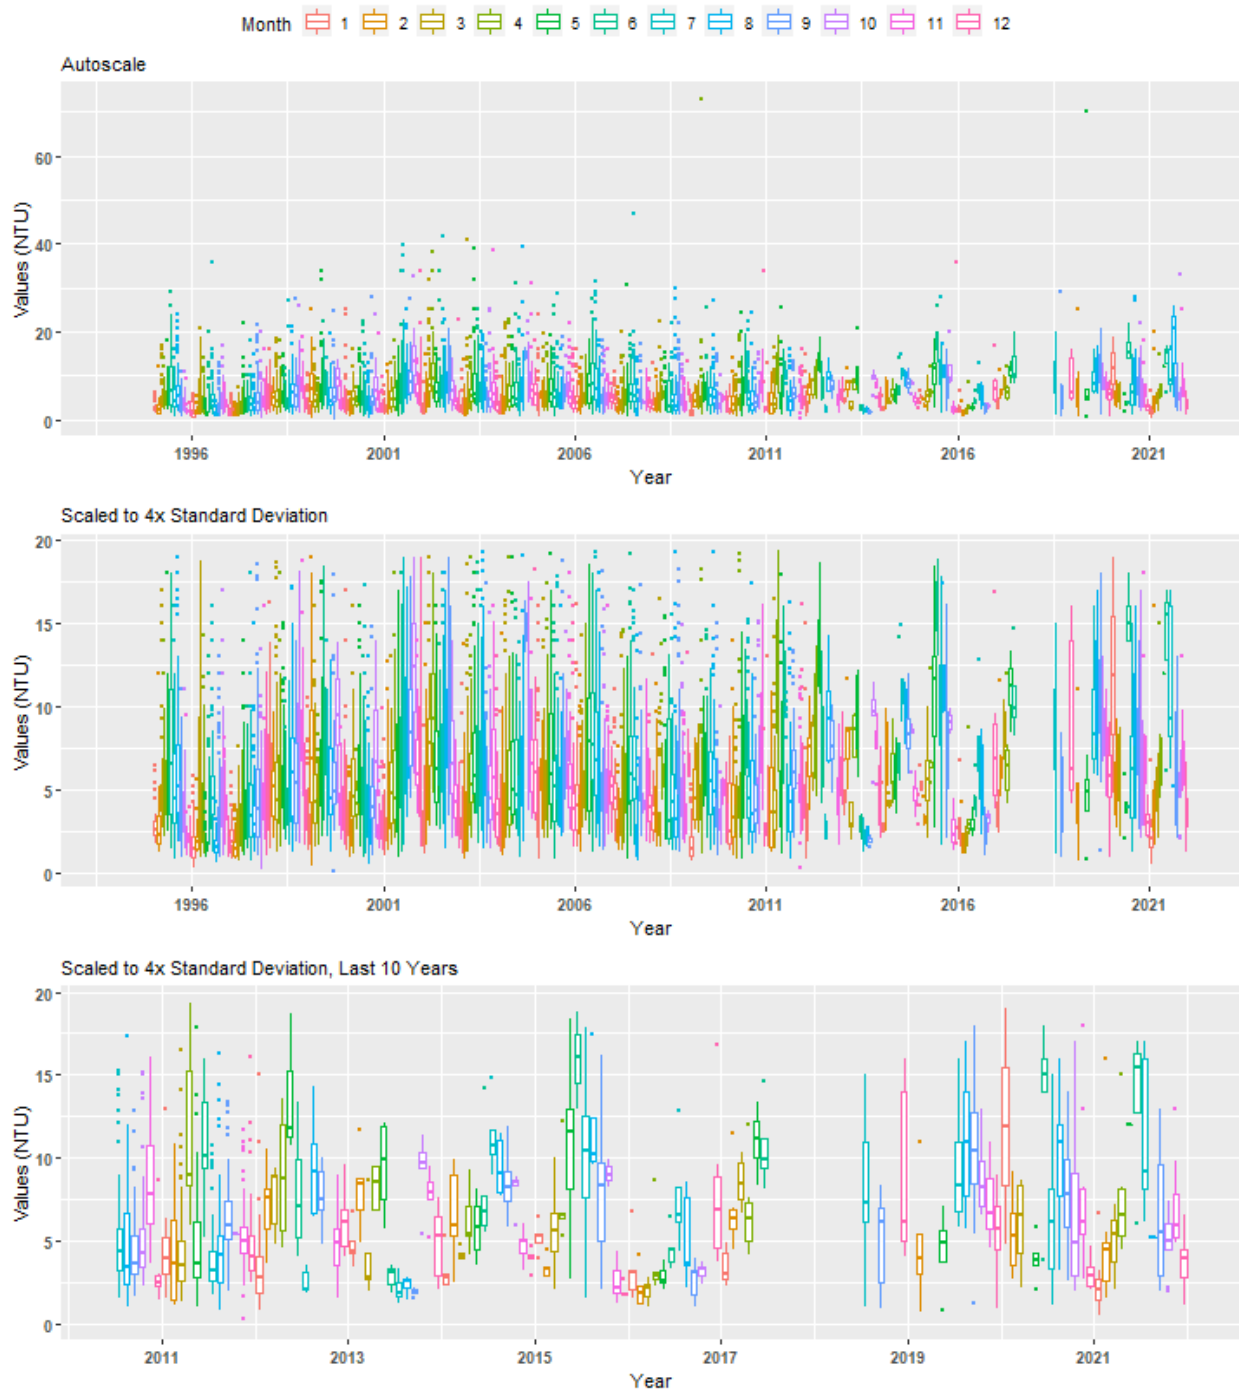 Month 1 2 3 4 5 6 7 8 9 10 11 12
Autoscale
Values (NTU)
60
40
20
0
1996 2001 2006 2011 2016 2021
Year
Scaled to 4x Standard Deviation
Values (NTU)
20
15
10
5
0
1996 2001 2006 2011 2016 2021
Year
Scaled to 4x Standard Deviation, Last 10 Years
Values (NTU)
20
15
10
5
0
2011 2013 2015 2017 2019 2021
Year